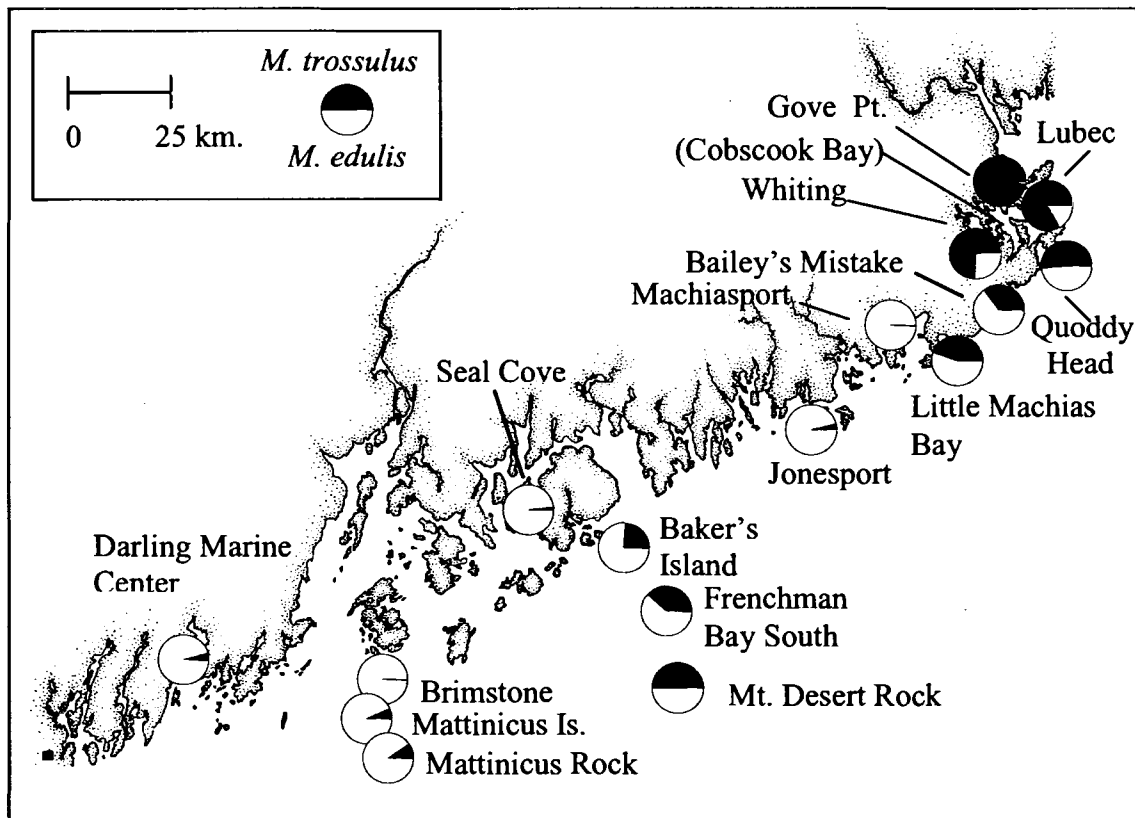 M. trossulus
0 25 km.
M. edulis
Gove Pt.
(Cobscook Bay)
Lubec
Whiting
Bailey's Mistake
Machiasport
Quoddy
Head
Seal Cove
Little Machias
Bay
Jonesport
Baker's
Island
Darling Marine
Center
Frenchman
Bay South
Mt. Desert Rock
Brimstone
Mattinicus Is.
Mattinicus Rock